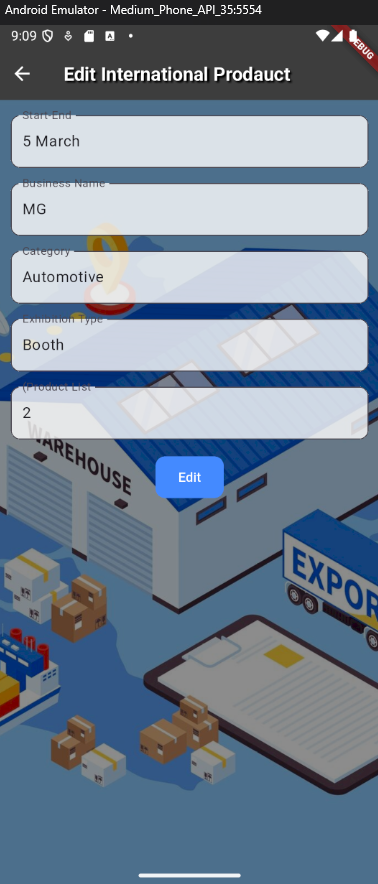 Android Emulator - Medium_Phone_API_35:5554
9:09
DEBUG
Edit International Prodauct
Start-End
5 March
Business Name
MG
Category
Automotive
Exhibition Type
Booth
(Product List
2
WAREHOUSE
Edit
EXPOR